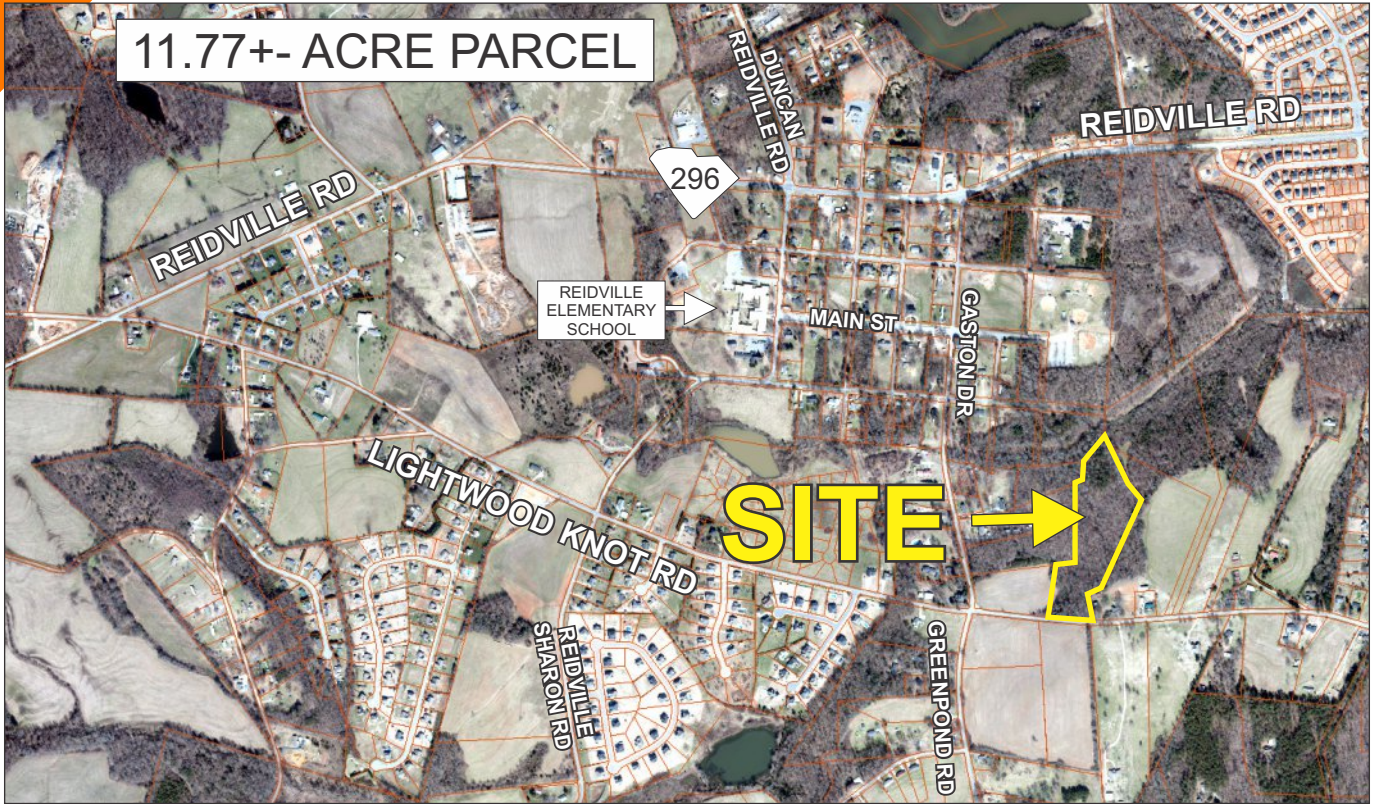 11.77+- ACRE PARCEL
DUNCAN
REIDVILLE RD
REIDVILLE RD
296
REIDVILLE RD
REIDVILLE
ELEMENTARY
SCHOOL
MAIN ST
GASTON DR
LIGHTWOOD KNOT RD
SITE
REIDVILLE
SHARON RD
GREENPOND RD